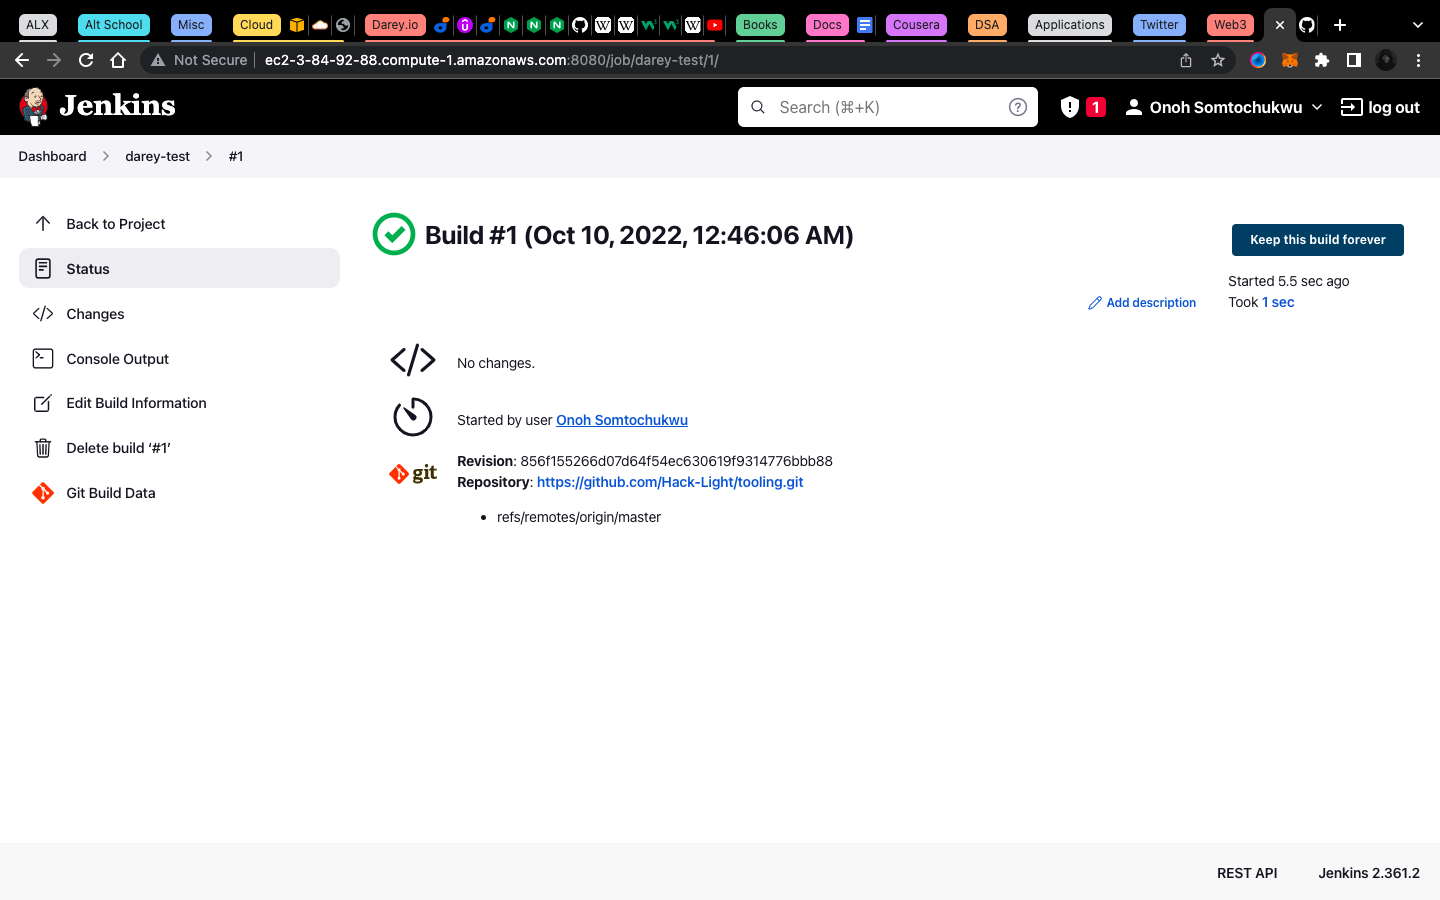 ALX Alt School Misc Cloud Darey.io Books Docs Cousera DSA Applications Twitter Web3
Not Secure ec2-3-84-92-88.compute-1.amazonaws.com:8080/job/darey-test/1/
Jenkins
Search (⌘+K)
1
Onoh Somtochukwu
log out
Dashboard
darey-test
#1
Back to Project
Status
Changes
Console Output
Edit Build Information
Delete build ‘#1’
Git Build Data
Build #1 (Oct 10, 2022, 12:46:06 AM)
Keep this build forever
Started 5.5 sec ago
Took 1 sec
Add description
No changes.
Started by user Onoh Somtochukwu
git
Revision: 856f155266d07d64f54ec630619f9314776bbb88
Repository: https://github.com/Hack-Light/tooling.git
refs/remotes/origin/master
REST API
Jenkins 2.361.2